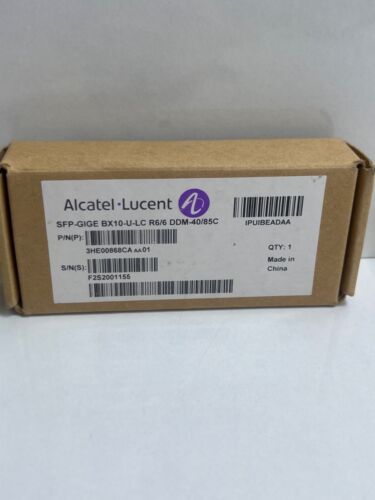 Alcatel·Lucent
SFP-GIGE BX10-U-LC R6/6 DDM-40/85C
IPUIBEADAA
P/N(P):
3HE00868CA AA01
QTY: 1
Made in
China
S/N(S):
F2S2001155